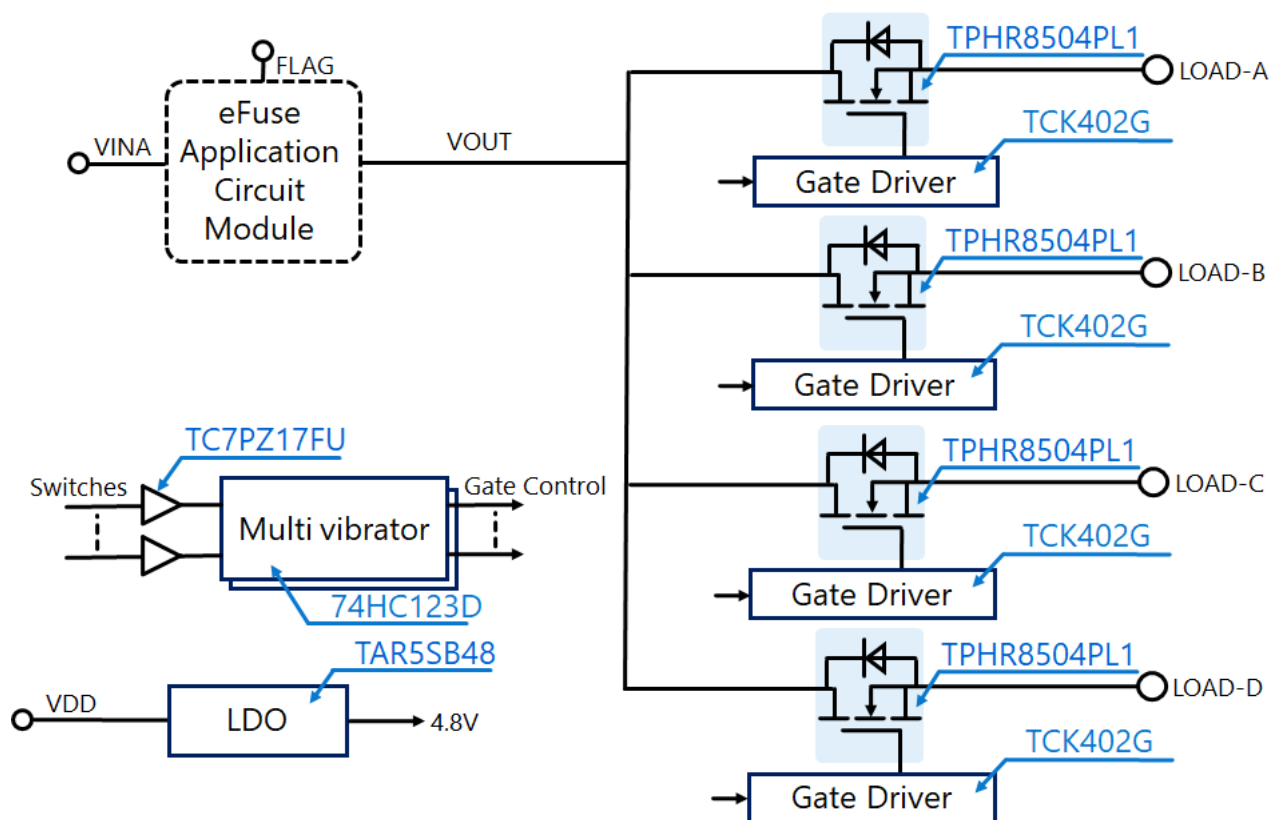 FLAG
VINA
eFuse
Application
Circuit
Module
VOUT
TPHR8504PL1
LOAD-A
TCK402G
Gate Driver
TPHR8504PL1
LOAD-B
TCK402G
Gate Driver
TPHR8504PL1
LOAD-C
TCK402G
Gate Driver
TPHR8504PL1
LOAD-D
TCK402G
Gate Driver
TC7PZ17FU
Switches
Gate Control
Multi vibrator
74HC123D
TAR5SB48
VDD
LDO
4.8V